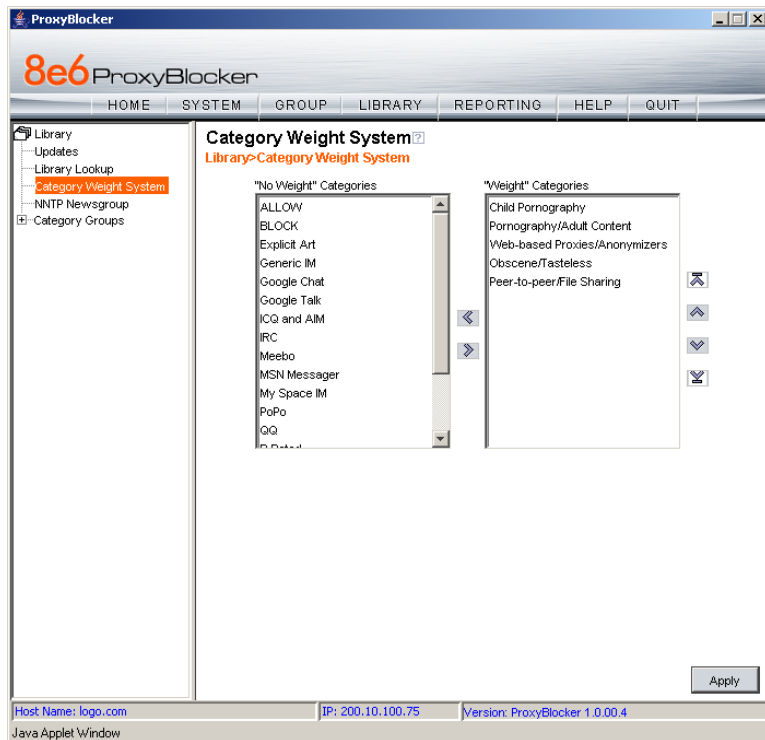 ProxyBlocker
8e6 ProxyBlocker
HOME SYSTEM GROUP LIBRARY REPORTING HELP QUIT
Library
Updates
Library Lookup
Category Weight System
NNTP Newsgroup
Category Groups
Category Weight System
Library>Category Weight System
"No Weight" Categories
ALLOW
BLOCK
Explicit Art
Generic IM
Google Chat
Google Talk
ICQ and AIM
IRC
Meebo
MSN Messager
My Space IM
PoPo
QQ
"Weight" Categories
Child Pornography
Pornography/Adult Content
Web-based Proxies/Anonymizers
Obscene/Tasteless
Peer-to-peer/File Sharing
Apply
Host Name: logo.com
IP: 200.10.100.75
Version: ProxyBlocker 1.0.00.4
Java Applet Window